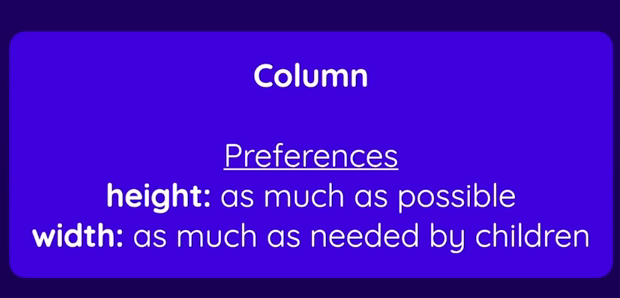 Column
Preferences
height: as much as possible
width: as much as needed by children